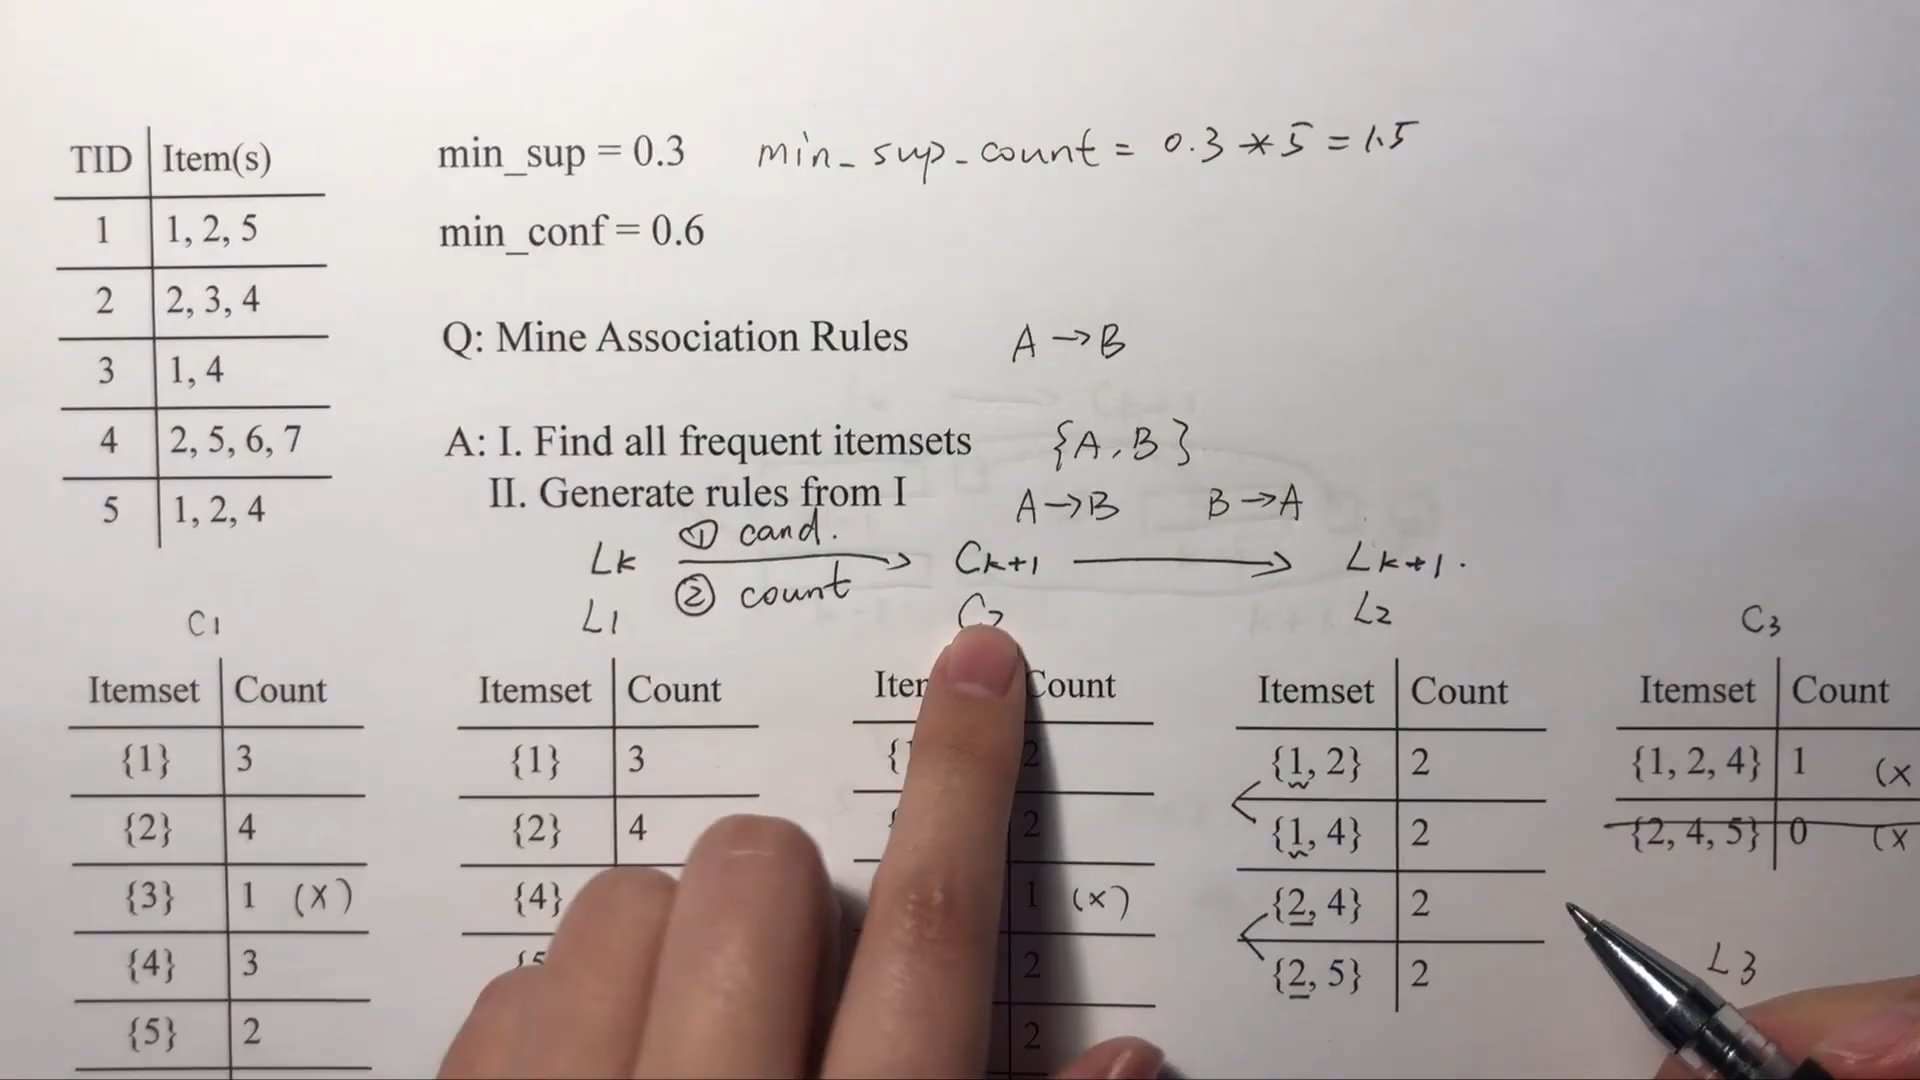 TID Item(s)
1 1, 2, 5
2 2, 3, 4
3 1, 4
4 2, 5, 6, 7
5 1, 2, 4
min_sup = 0.3 min_sup_count = 0.3 * 5 = 1.5
min_conf = 0.6
Q: Mine Association Rules A → B
A: I. Find all frequent itemsets {A, B}
II. Generate rules from I A → B B → A
① cand.
Lk → Ck+1 → Lk+1.
② count
C1
Itemset Count
{1} 3
{2} 4
{3} 1 (x)
{4} 3
{5} 2
L1
Itemset Count
{1} 3
{2} 4
{4}
C2
Count
2
2
1 (x)
2
2
L2
Itemset Count
{1, 2} 2
{1, 4} 2
{2, 4} 2
{2, 5} 2
C3
Itemset Count
{1, 2, 4} 1 (x
{2, 4, 5} 0 (x
L3